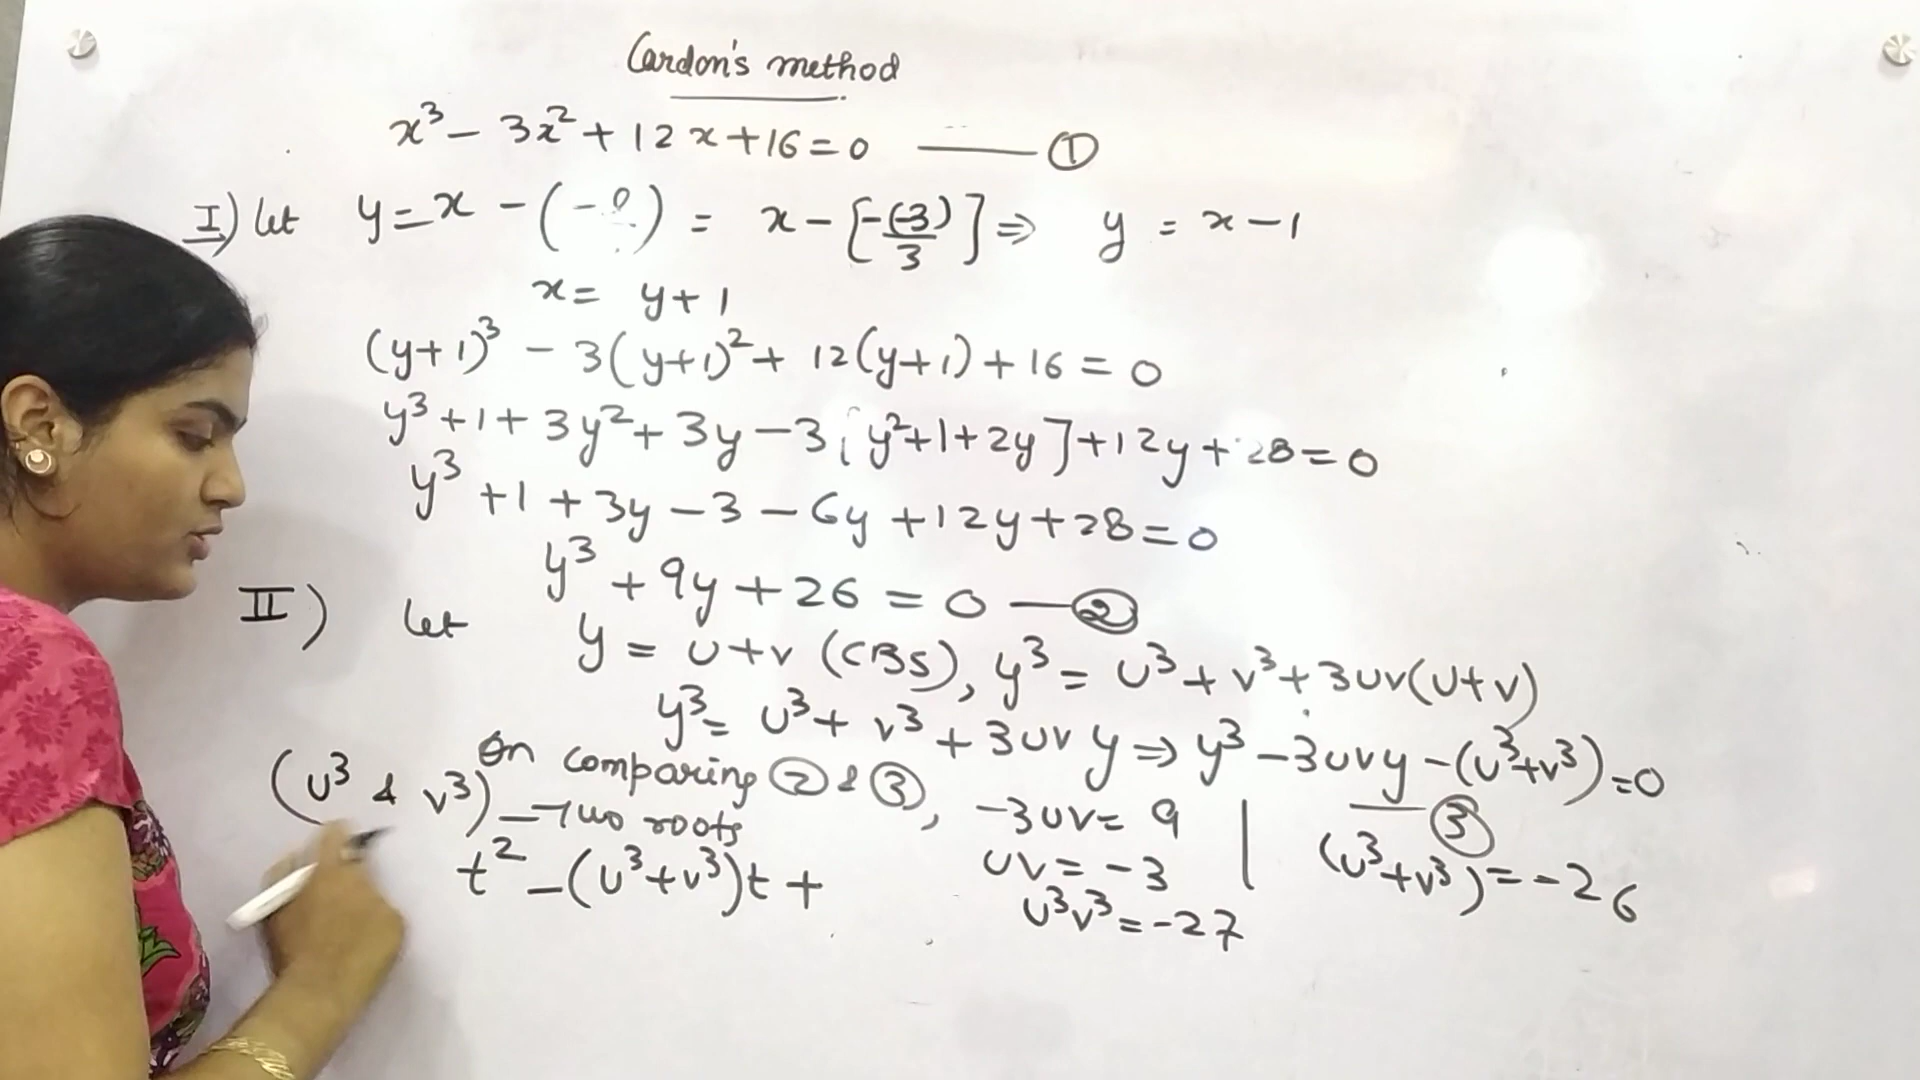 Cardon's method
x³ - 3x² + 12x + 16 = 0 —— ①
I) let y = x - (- ) = x - [-(-3)/3] ⇒ y = x - 1
x = y + 1
(y+1)³ - 3(y+1)² + 12(y+1) + 16 = 0
y³ + 1 + 3y² + 3y - 3[y² + 1 + 2y] + 12y + 28 = 0
y³ + 1 + 3y - 3 - 6y + 12y + 28 = 0
y³ + 9y + 26 = 0 — ②
II) let y = u + v (CBS), y³ = u³ + v³ + 3uv(u+v)
y³ = u³ + v³ + 3uvy ⇒ y³ - 3uvy - (u³+v³) = 0
—— ③
On comparing ② & ③, -3uv = 9 | (u³+v³) = -26
uv = -3
u³v³ = -27
(u³ & v³) — Two roots
t² - (u³+v³)t +